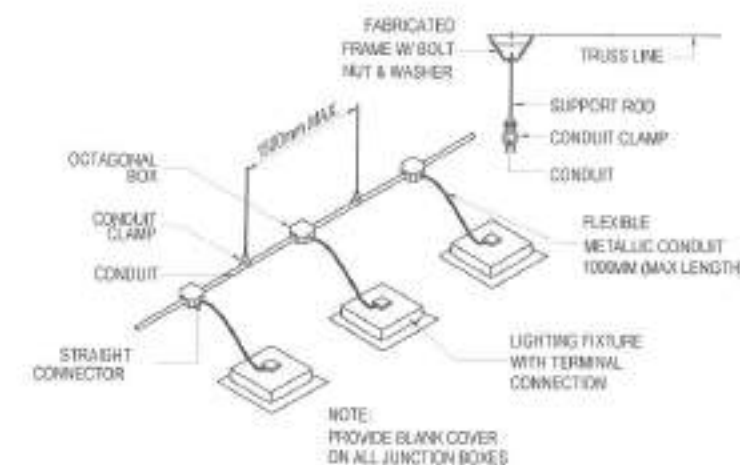 FABRICATED
FRAME W/ BOLT
NUT & WASHER
TRUSS LINE
SUPPORT ROD
CONDUIT CLAMP
CONDUIT
1500mm MAX
OCTAGONAL
BOX
CONDUIT
CLAMP
CONDUIT
STRAIGHT
CONNECTOR
FLEXIBLE
METALLIC CONDUIT
1000MM (MAX LENGTH)
LIGHTING FIXTURE
WITH TERMINAL
CONNECTION
NOTE:
PROVIDE BLANK COVER
ON ALL JUNCTION BOXES